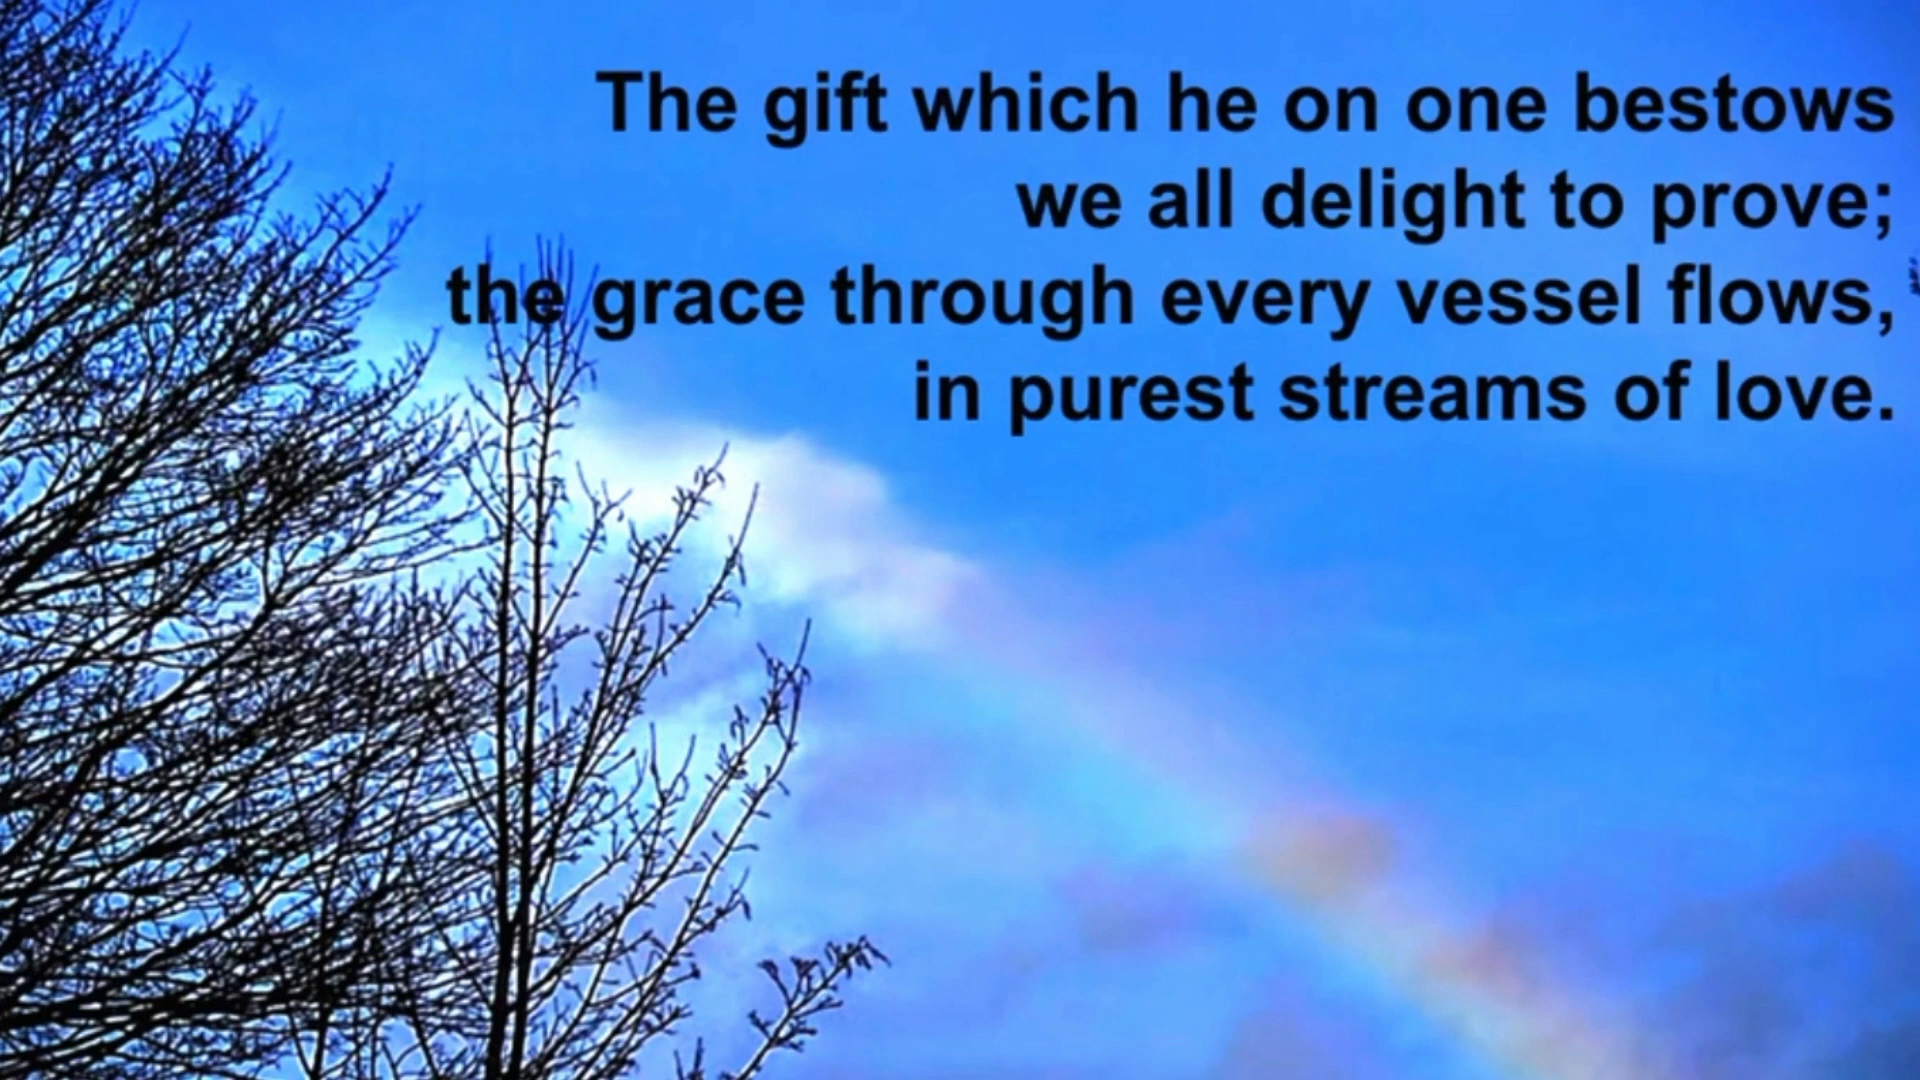 The gift which he on one bestows
we all delight to prove;
the grace through every vessel flows,
in purest streams of love.